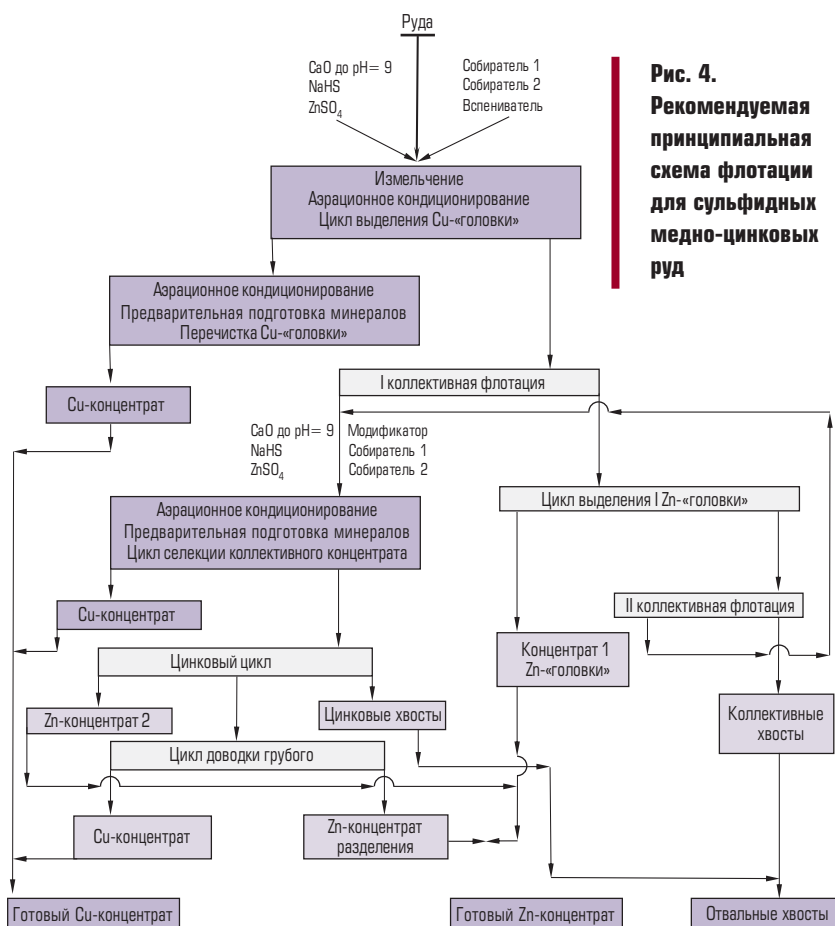 Руда
CaO до pH= 9
NaHS
ZnSO₄
Собиратель 1
Собиратель 2
Вспениватель
Рис. 4.
Рекомендуемая
принципиальная
схема флотации
для сульфидных
медно-цинковых
руд
Измельчение
Аэрационное кондиционирование
Цикл выделения Cu-«головки»
Аэрационное кондиционирование
Предварительная подготовка минералов
Перечистка Cu-«головки»
I коллективная флотация
Cu-концентрат
CaO до pH= 9
NaHS
ZnSO₄
Модификатор
Собиратель 1
Собиратель 2
Аэрационное кондиционирование
Предварительная подготовка минералов
Цикл селекции коллективного концентрата
Цикл выделения I Zn-«головки»
Cu-концентрат
II коллективная флотация
Цинковый цикл
Концентрат 1
Zn-«головки»
Zn-концентрат 2
Цинковые хвосты
Коллективные
хвосты
Цикл доводки грубого
Cu-концентрат
Zn-концентрат
разделения
Готовый Cu-концентрат
Готовый Zn-концентрат
Отвальные хвосты